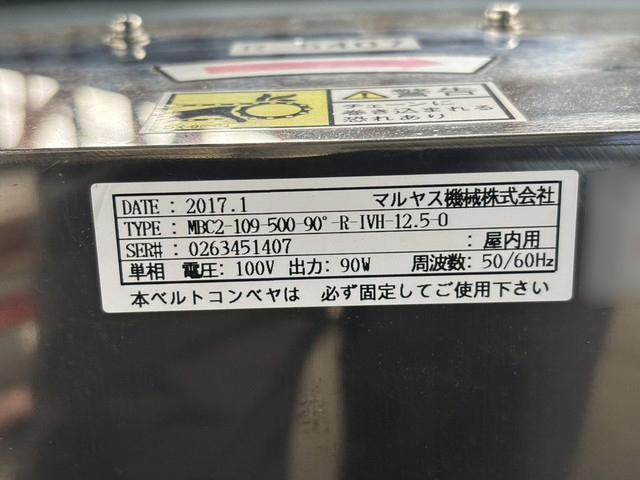 R 5407
警告
チェーンに
巻き込まれる
恐れあり
DATE : 2017.1 マルヤス機械株式会社
TYPE : MBC2-109-500-90°-R-IVH-12.5-0
SER# : 0263451407 : 屋内用
単相 電圧: 100V 出力: 90W 周波数: 50/60Hz
本ベルトコンベヤは 必ず固定してご使用下さい